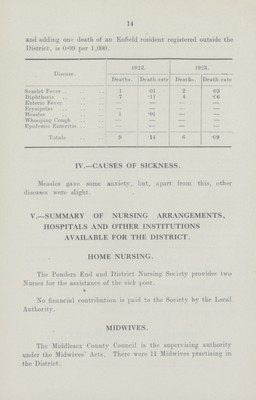 14
and adding one death of an Enfield resident registered outside the
District, is 0·09 per 1,000.
Disease. 1922. 1923.
Deaths. Death-rate Deaths. Death-rate
Scarlet Fever... 1 ·01 2 ·02
Diphtheria 7 ·11 4 ·06
Enteric Fever — — — —
Erysipelas — — — —
Measles 1 ·01 — —
Whooping Cough — — — —
Epidemic Enteritis — — — —
Totals 9 ·14 6 ·09
IV.—CAUSES OF SICKNESS.
Measles gave some anxiety, but, apart from this, other
diseases were slight.
V.—SUMMARY OF NURSING ARRANGEMENTS,
HOSPITALS AND OTHER INSTITUTIONS
AVAILABLE FOR THE DISTRICT.
HOME NURSING.
The Ponders End and District Nursing Society provides two
Nurses for the assistance of the sick poor.
No financial contribution is paid to the Society by the Local
Authority.
MIDWIVES.
The Middlesex County Council is the supervising authority
under the Midwives' Acts. There were 11 Midwives practising in
the District.